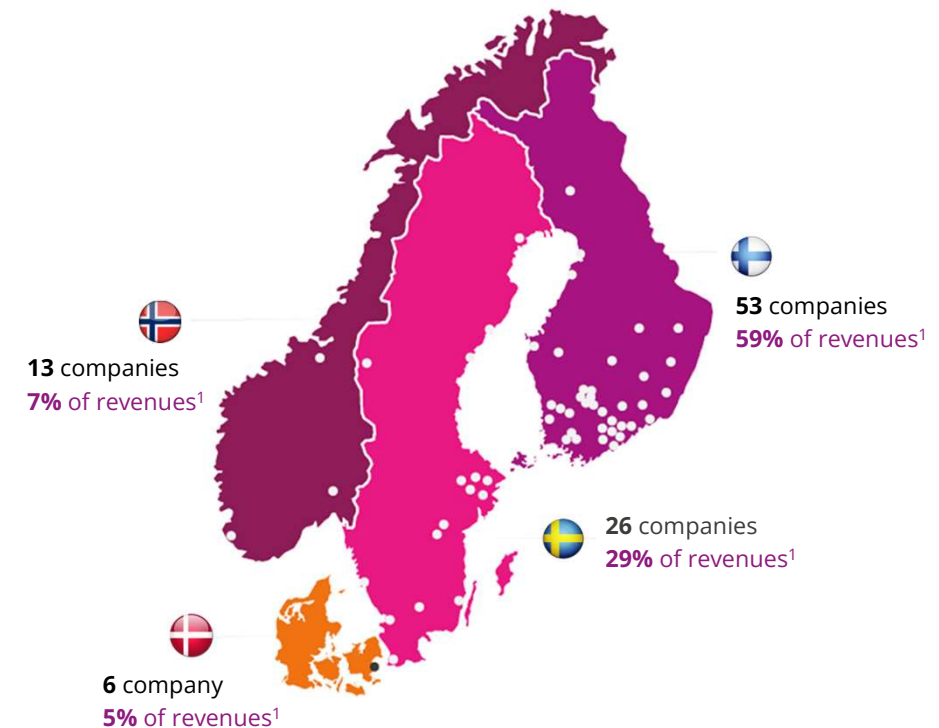 53 companies
59% of revenues¹
13 companies
7% of revenues¹
26 companies
29% of revenues¹
6 company
5% of revenues¹